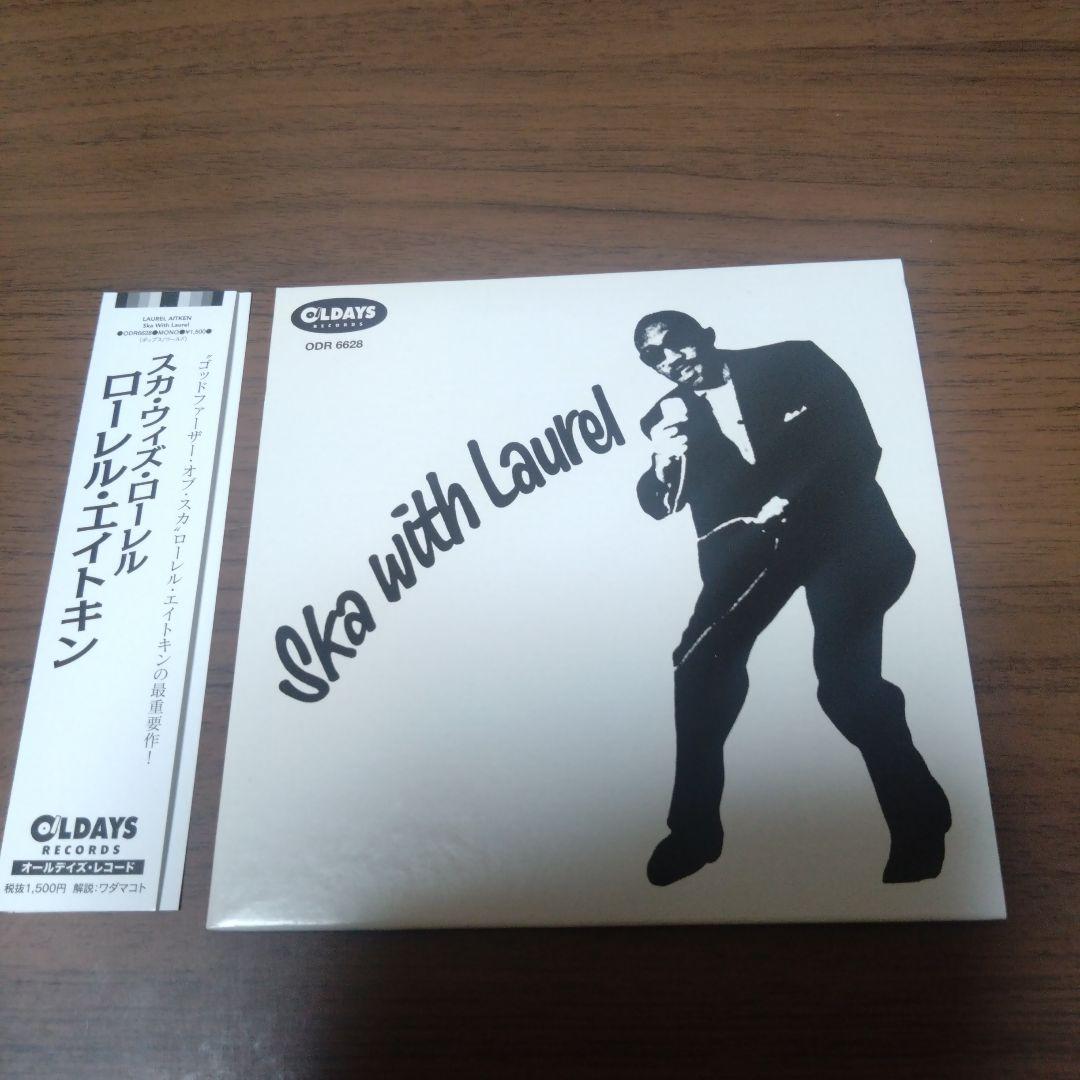 LAUREL AITKEN
Ska With Laurel
●ODR6628●MONO●¥1,500●
(ポップス/ワールド)
“ゴッドファーザー・オブ・スカ”ローレル・エイトキンの最重要作!
スカ・ウィズ・ローレル
ローレル・エイトキン
OLDAYS
RECORDS
オールデイズ・レコード
税抜1,500円 解説:ワダマコト
OLDAYS
RECORDS
ODR 6628
Ska with Laurel